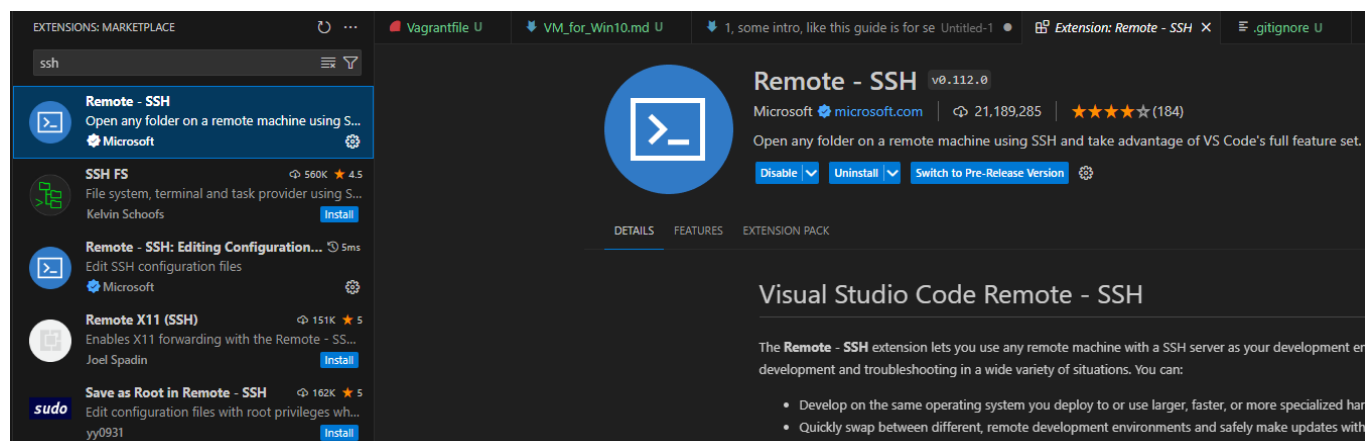 EXTENSIONS: MARKETPLACE
ssh
Remote - SSH
Open any folder on a remote machine using S...
Microsoft
SSH FS 560K ★ 4.5
File system, terminal and task provider using S...
Kelvin Schoofs Install
Remote - SSH: Editing Configuration... 5ms
Edit SSH configuration files
Microsoft
Remote X11 (SSH) 151K ★ 5
Enables X11 forwarding with the Remote - SS...
Joel Spadin Install
sudo
Save as Root in Remote - SSH 162K ★ 5
Edit configuration files with root privileges wh...
yy0931 Install
Vagrantfile U VM_for_Win10.md U 1, some intro, like this guide is for se Untitled-1 ● Extension: Remote - SSH × .gitignore U
Remote - SSH v0.112.0
Microsoft microsoft.com | 21,189,285 | ★★★★☆(184)
Open any folder on a remote machine using SSH and take advantage of VS Code's full feature set.
Disable Uninstall Switch to Pre-Release Version
DETAILS FEATURES EXTENSION PACK
Visual Studio Code Remote - SSH
The Remote - SSH extension lets you use any remote machine with a SSH server as your development
development and troubleshooting in a wide variety of situations. You can:
• Develop on the same operating system you deploy to or use larger, faster, or more specialized
• Quickly swap between different, remote development environments and safely make updates